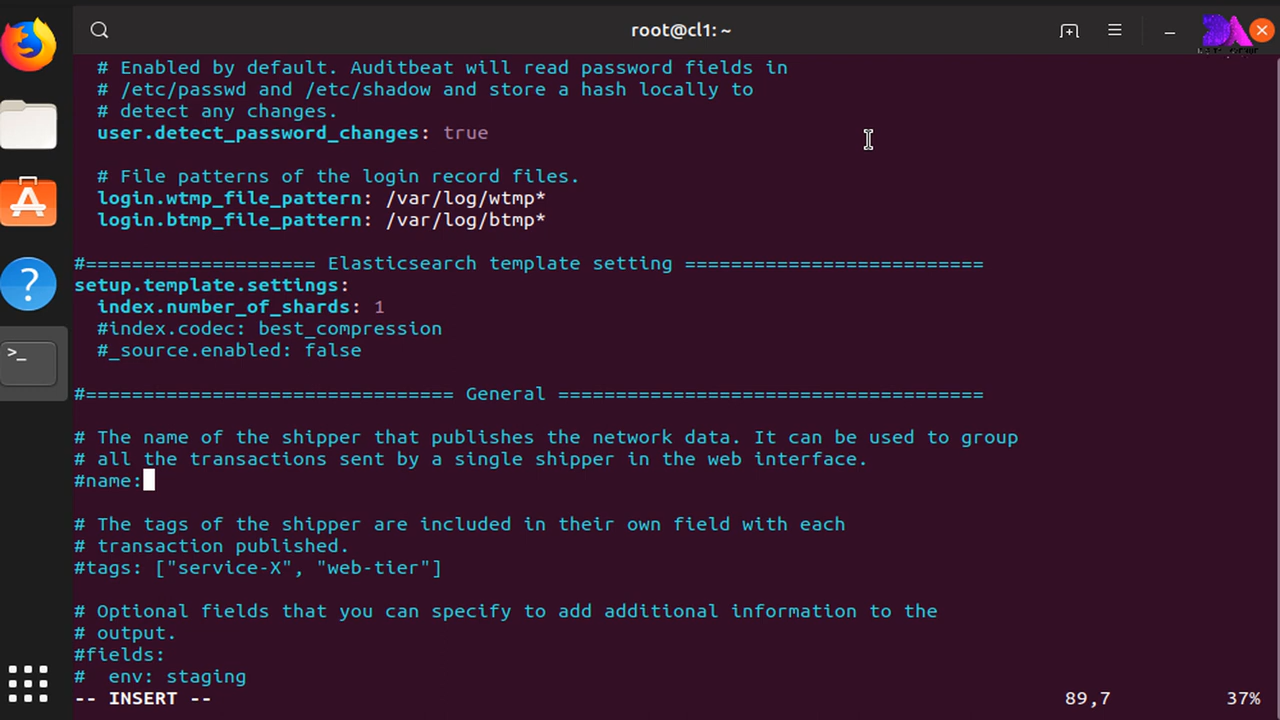 root@cl1: ~
# Enabled by default. Auditbeat will read password fields in
# /etc/passwd and /etc/shadow and store a hash locally to
# detect any changes.
user.detect_password_changes: true
# File patterns of the login record files.
login.wtmp_file_pattern: /var/log/wtmp*
login.btmp_file_pattern: /var/log/btmp*
#==================== Elasticsearch template setting ==========================
setup.template.settings:
index.number_of_shards: 1
#index.codec: best_compression
#_source.enabled: false
#================================ General =====================================
# The name of the shipper that publishes the network data. It can be used to group
# all the transactions sent by a single shipper in the web interface.
#name:
# The tags of the shipper are included in their own field with each
# transaction published.
#tags: ["service-X", "web-tier"]
# Optional fields that you can specify to add additional information to the
# output.
#fields:
#  env: staging
-- INSERT --
89,7
37%